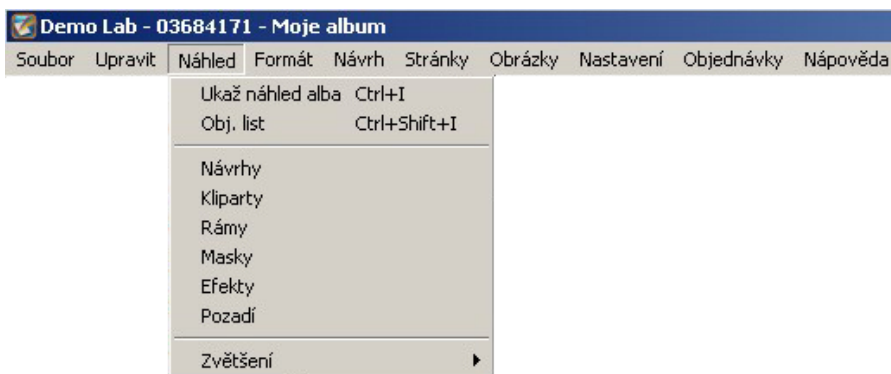 Demo Lab - 03684171 - Moje album
Soubor Upravit Náhled Formát Návrh Stránky Obrázky Nastavení Objednávky Nápověda
Ukaž náhled alba Ctrl+I
Obj. list Ctrl+Shift+I
Návrhy
Kliparty
Rámy
Masky
Efekty
Pozadí
Zvětšení